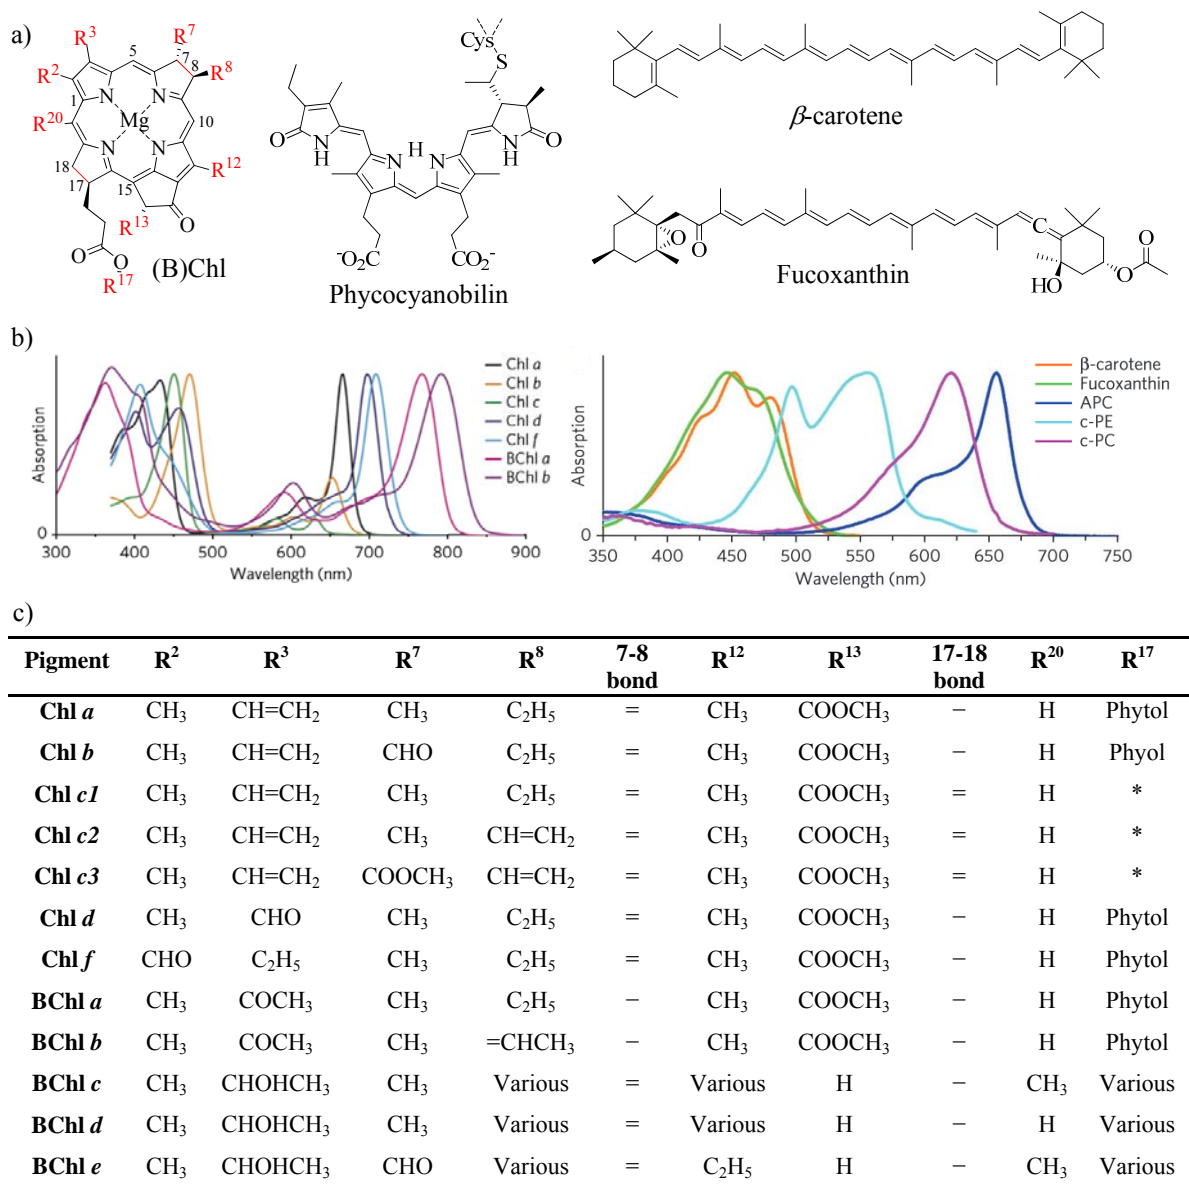 a)
R³ R⁷
5 7
R² 8 R⁸
N N
1
R²⁰ Mg 10
N N
18 R¹²
17 15
R¹³ O
O
O
R¹⁷
(B)Chl
Cys
S
O N H N H N H O
N
⁻O₂C CO₂⁻
Phycocyanobilin
β-carotene
O O C O
HO O
Fucoxanthin
b)
Absorption
0
300 400 500 600 700 800 900
Wavelength (nm)
Chl a
Chl b
Chl c
Chl d
Chl f
BChl a
BChl b
Absorption
0
350 400 450 500 550 600 650 700 750
Wavelength (nm)
β-carotene
Fucoxanthin
APC
c-PE
c-PC
c)
Pigment R² R³ R⁷ R⁸ 7-8 bond R¹² R¹³ 17-18 bond R²⁰ R¹⁷
Chl a CH₃ CH=CH₂ CH₃ C₂H₅ = CH₃ COOCH₃ − H Phytol
Chl b CH₃ CH=CH₂ CHO C₂H₅ = CH₃ COOCH₃ − H Phyol
Chl c1 CH₃ CH=CH₂ CH₃ C₂H₅ = CH₃ COOCH₃ = H *
Chl c2 CH₃ CH=CH₂ CH₃ CH=CH₂ = CH₃ COOCH₃ = H *
Chl c3 CH₃ CH=CH₂ COOCH₃ CH=CH₂ = CH₃ COOCH₃ = H *
Chl d CH₃ CHO CH₃ C₂H₅ = CH₃ COOCH₃ − H Phytol
Chl f CHO C₂H₅ CH₃ C₂H₅ = CH₃ COOCH₃ − H Phytol
BChl a CH₃ COCH₃ CH₃ C₂H₅ − CH₃ COOCH₃ − H Phytol
BChl b CH₃ COCH₃ CH₃ =CHCH₃ − CH₃ COOCH₃ − H Phytol
BChl c CH₃ CHOHCH₃ CH₃ Various = Various H − CH₃ Various
BChl d CH₃ CHOHCH₃ CH₃ Various = Various H − H Various
BChl e CH₃ CHOHCH₃ CHO Various = C₂H₅ H − CH₃ Various